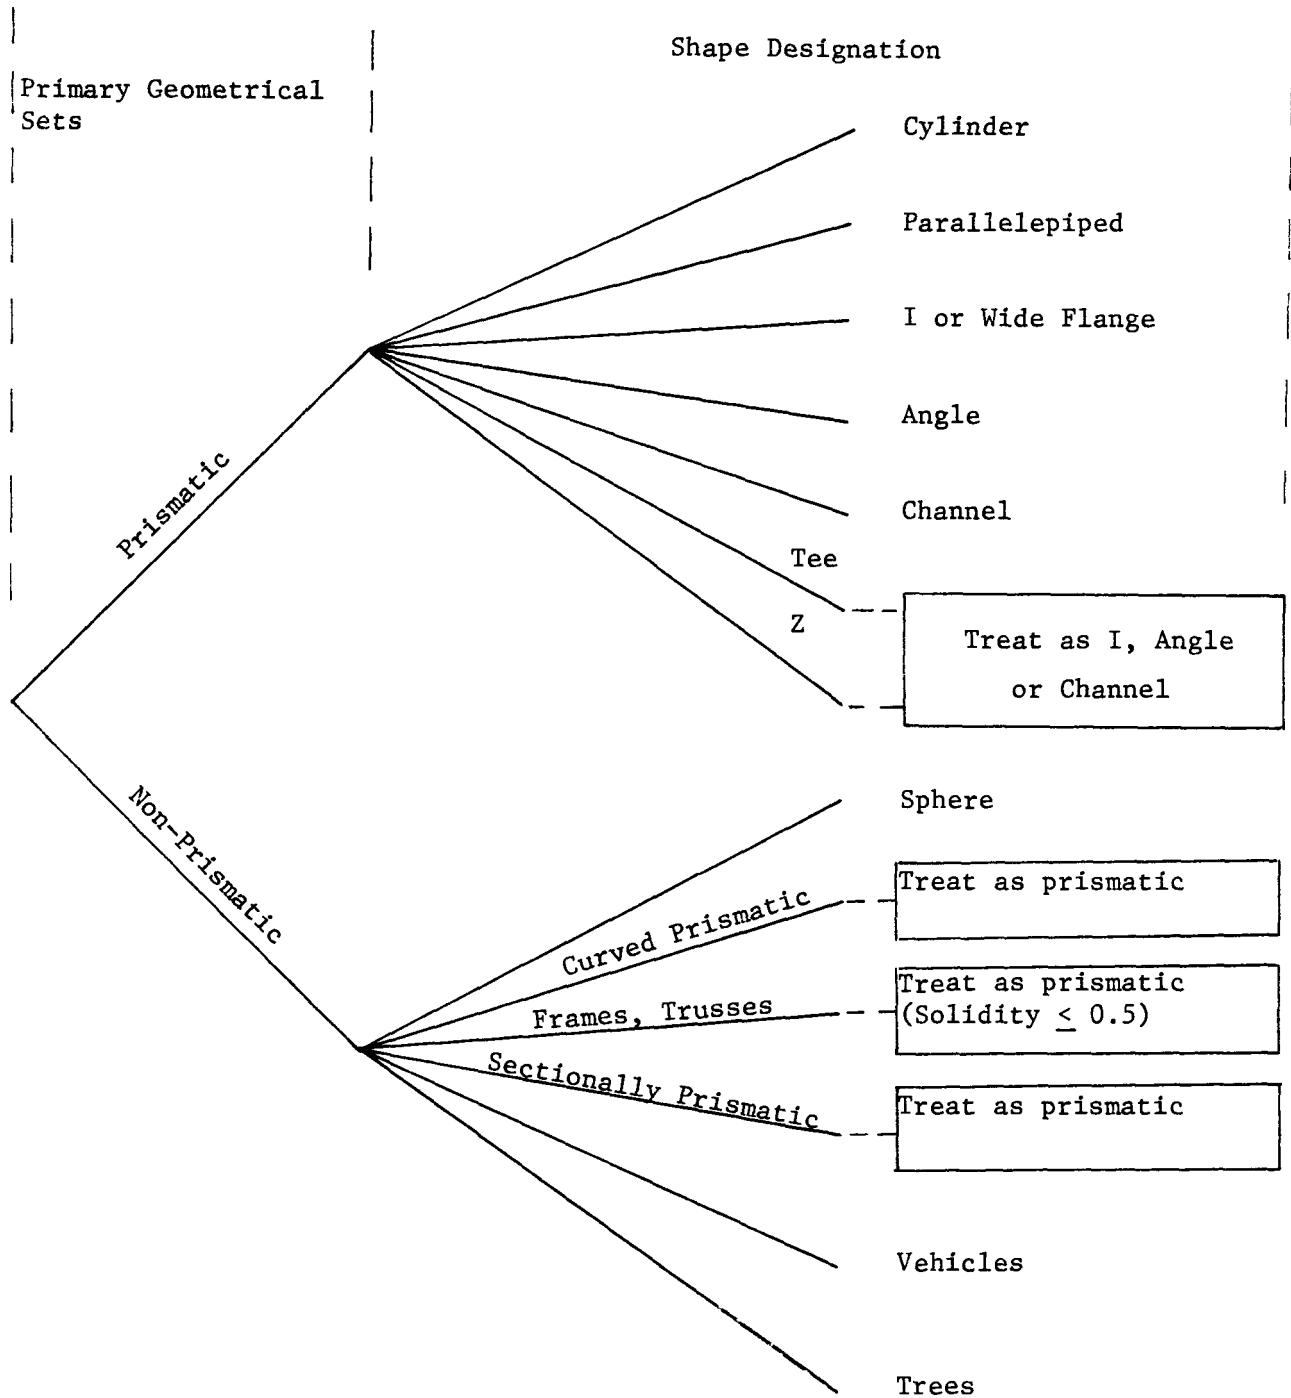 Shape Designation
Primary Geometrical
Sets
Cylinder
Parallelepiped
I or Wide Flange
Angle
Prismatic
Channel
Tee
Z
Treat as I, Angle
or Channel
Non-Prismatic
Sphere
Curved Prismatic
Treat as prismatic
Frames, Trusses
Treat as prismatic
(Solidity ≤ 0.5)
Sectionally Prismatic
Treat as prismatic
Vehicles
Trees